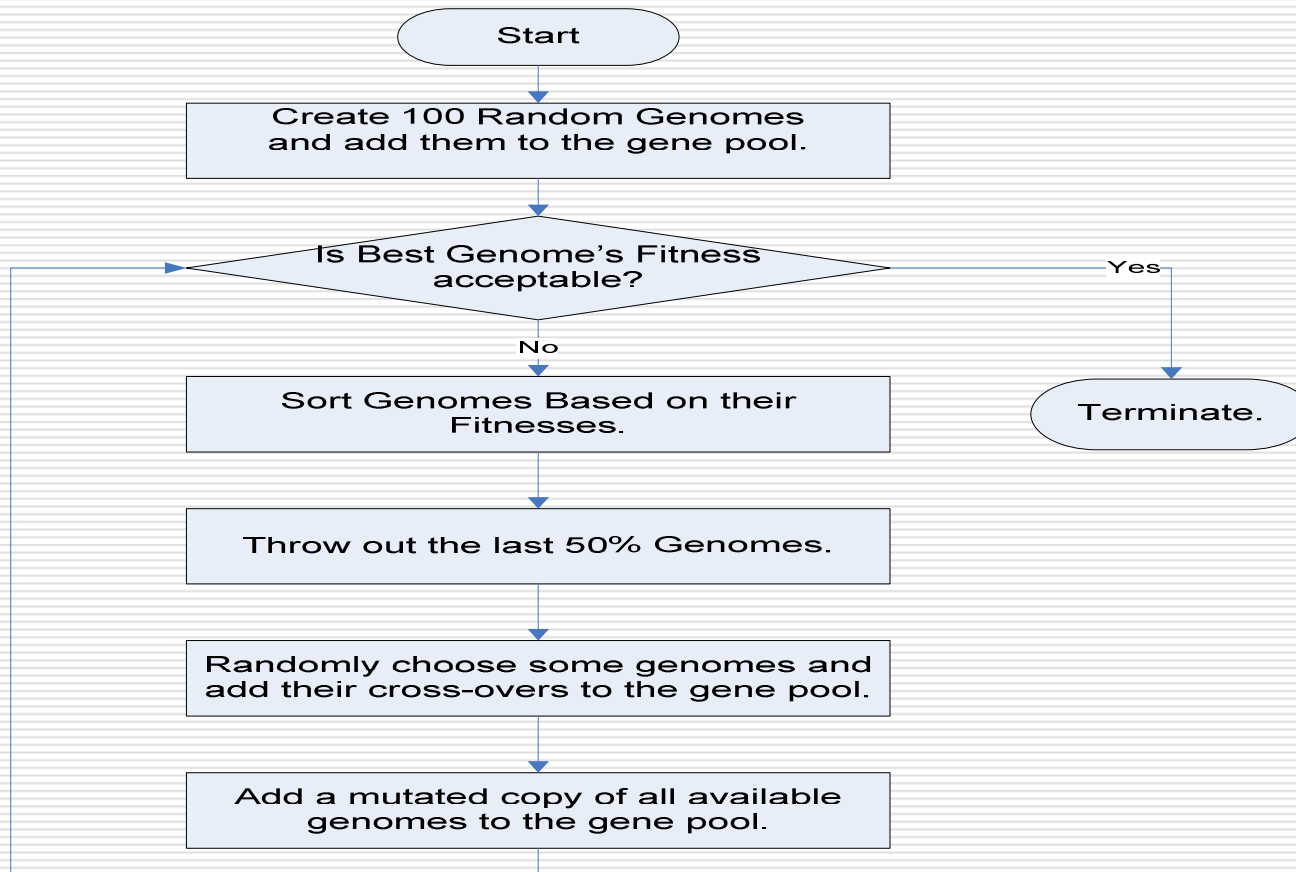 Start
Create 100 Random Genomes
and add them to the gene pool.
Is Best Genome’s Fitness
acceptable?
Yes
No
Sort Genomes Based on their
Fitnesses.
Terminate.
Throw out the last 50% Genomes.
Randomly choose some genomes and
add their cross-overs to the gene pool.
Add a mutated copy of all available
genomes to the gene pool.